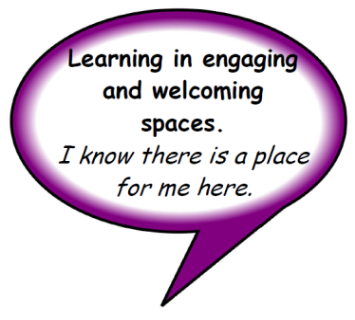 Learning in engaging
and welcoming
spaces.
I know there is a place
for me here.